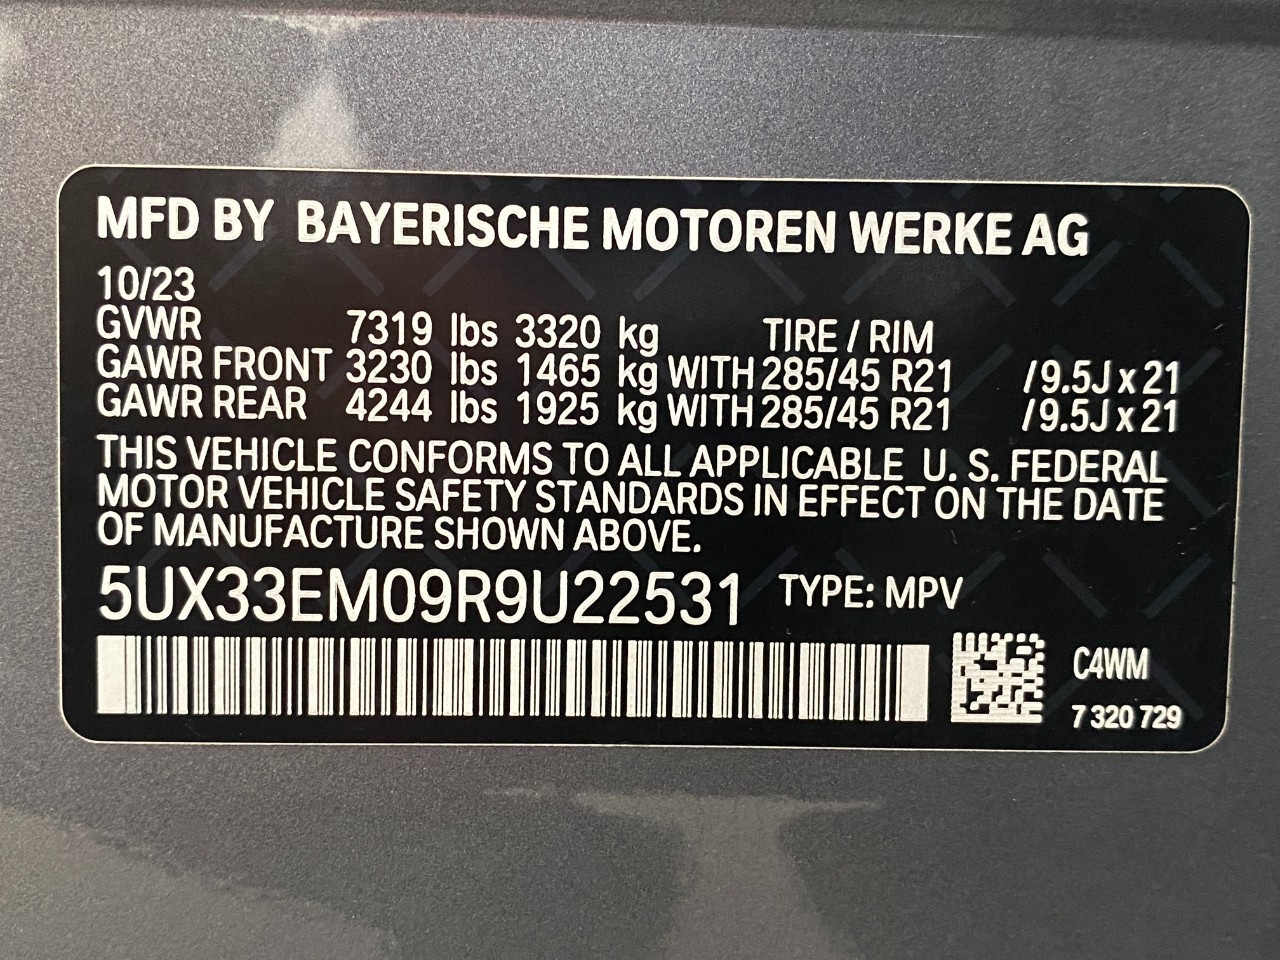 MFD BY BAYERISCHE MOTOREN WERKE AG
10/23
GVWR 7319 lbs 3320 kg TIRE / RIM
GAWR FRONT 3230 lbs 1465 kg WITH 285/45 R21 /9.5J x 21
GAWR REAR 4244 lbs 1925 kg WITH 285/45 R21 /9.5J x 21
THIS VEHICLE CONFORMS TO ALL APPLICABLE U. S. FEDERAL
MOTOR VEHICLE SAFETY STANDARDS IN EFFECT ON THE DATE
OF MANUFACTURE SHOWN ABOVE.
5UX33EM09R9U22531 TYPE: MPV
C4WM
7 320 729